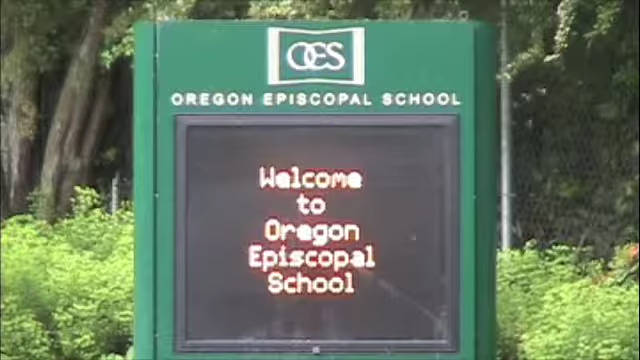 OES
OREGON EPISCOPAL SCHOOL
Welcome
to
Oregon
Episcopal
School